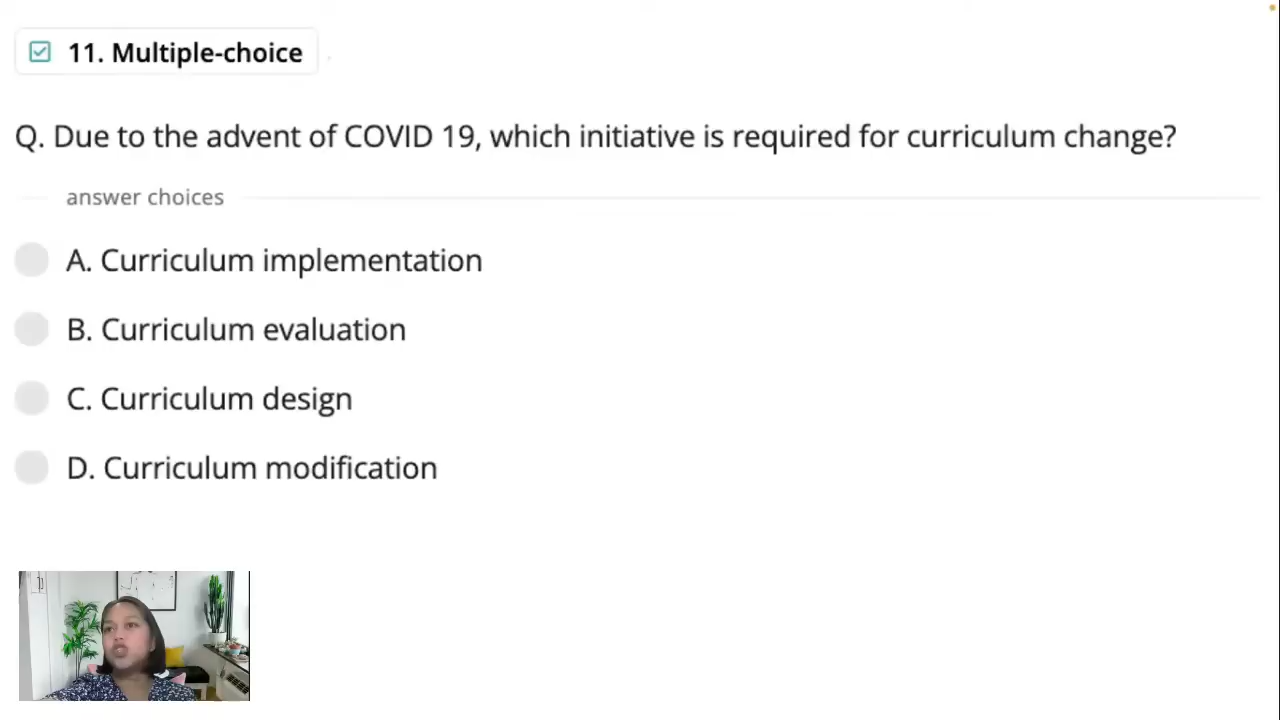 11. Multiple-choice
Q. Due to the advent of COVID 19, which initiative is required for curriculum change?
answer choices
A. Curriculum implementation
B. Curriculum evaluation
C. Curriculum design
D. Curriculum modification